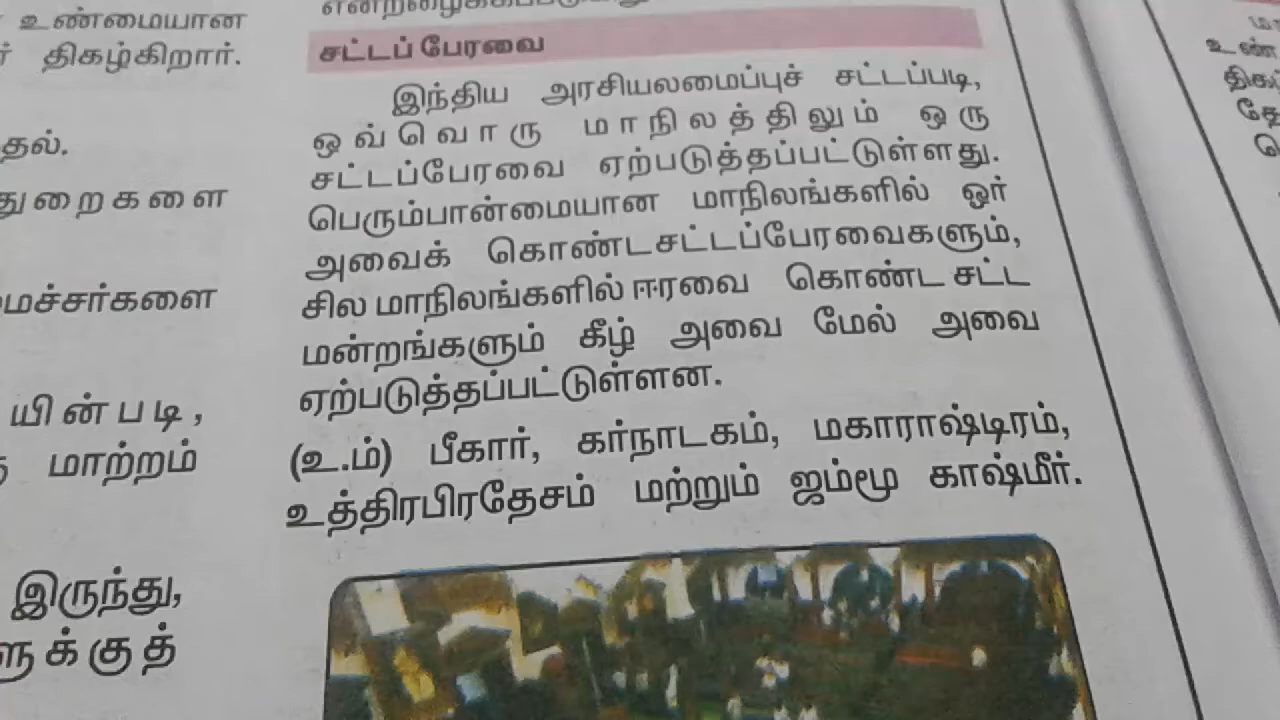 உண்மையான
திகழ்கிறார்.
தல்.
துறைகளை
மைச்சர்களை
யின்படி,
மாற்றம்
இருந்து,
ளுக்குத்
சட்டப் பேரவை
இந்திய அரசியலமைப்புச் சட்டப்படி,
ஒவ்வொரு மாநிலத்திலும் ஒரு
சட்டப்பேரவை ஏற்படுத்தப்பட்டுள்ளது.
பெரும்பான்மையான மாநிலங்களில் ஓர்
அவைக் கொண்டசட்டப்பேரவைகளும்,
சில மாநிலங்களில் ஈரவை கொண்ட சட்ட
மன்றங்களும் கீழ் அவை மேல் அவை
ஏற்படுத்தப்பட்டுள்ளன.
(உ.ம்) பீகார், கர்நாடகம், மகாராஷ்டிரம்,
உத்திரபிரதேசம் மற்றும் ஜம்மூ காஷ்மீர்.